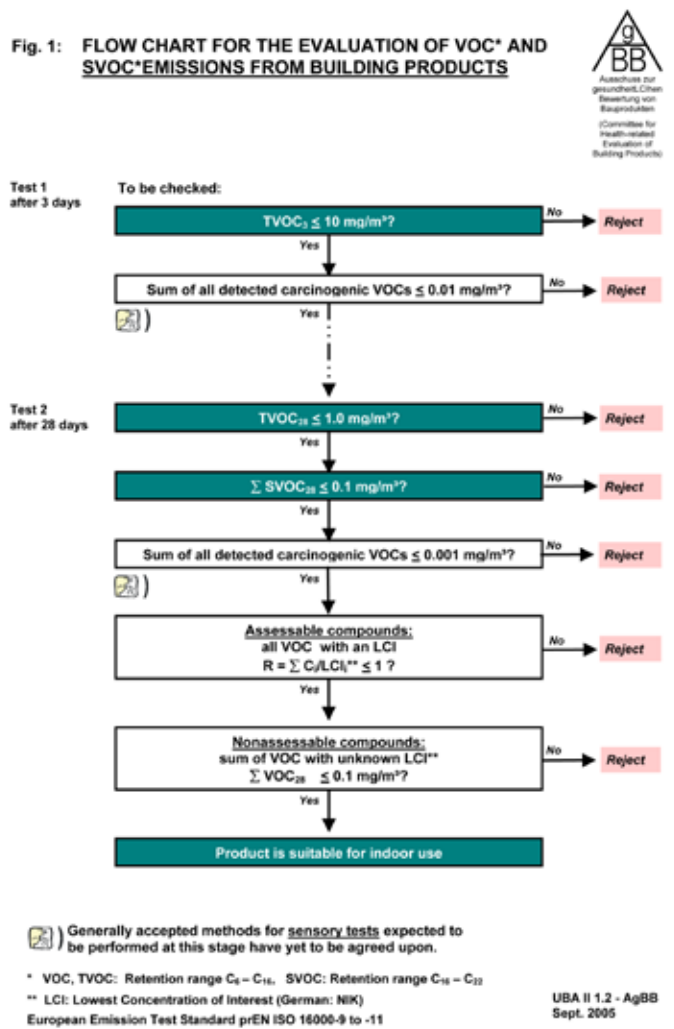 Fig. 1: FLOW CHART FOR THE EVALUATION OF VOC* AND
SVOC*EMISSIONS FROM BUILDING PRODUCTS
g
BB
Ausschuss zur
gesundheitLCIhen
Bewertung von
Bauprodukten
(Committee for
Health-related
Evaluation of
Building Products)
Test 1
after 3 days
To be checked:
TVOC₃ ≤ 10 mg/m³?
No
Reject
Yes
Sum of all detected carcinogenic VOCs ≤ 0.01 mg/m³?
No
Reject
)
Yes
Test 2
after 28 days
TVOC₂₈ ≤ 1.0 mg/m³?
No
Reject
Yes
∑ SVOC₂₈ ≤ 0.1 mg/m³?
No
Reject
Yes
Sum of all detected carcinogenic VOCs ≤ 0.001 mg/m³?
No
Reject
)
Yes
Assessable compounds:
all VOC with an LCI
R = ∑ Cᵢ/LCIᵢ** ≤ 1 ?
No
Reject
Yes
Nonassessable compounds:
sum of VOC with unknown LCI**
∑ VOC₂₈ ≤ 0.1 mg/m³?
No
Reject
Yes
Product is suitable for indoor use
) Generally accepted methods for sensory tests expected to
be performed at this stage have yet to be agreed upon.
* VOC, TVOC: Retention range C₆ – C₁₆, SVOC: Retention range C₁₆ – C₂₂
** LCI: Lowest Concentration of Interest (German: NIK)
European Emission Test Standard prEN ISO 16000-9 to -11
UBA II 1.2 - AgBB
Sept. 2005